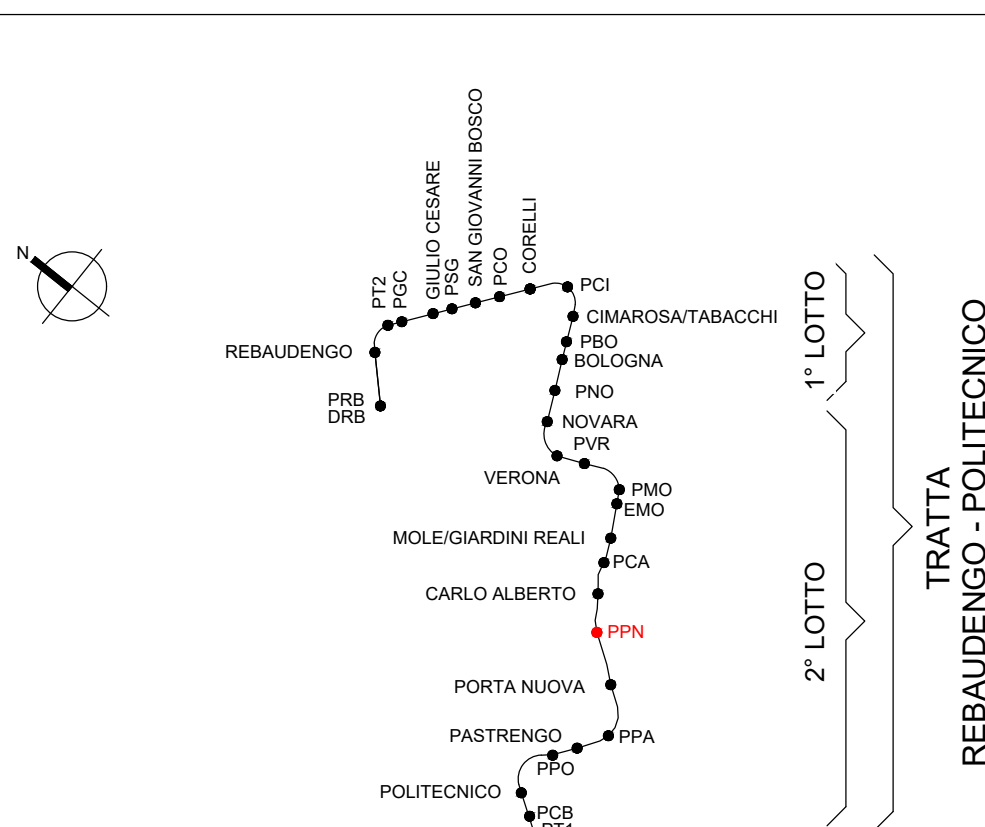 N
PT2
PGC
GIULIO CESARE
PSG
SAN GIOVANNI BOSCO
PCO
CORELLI
PCI
CIMAROSA/TABACCHI
PBO
BOLOGNA
REBAUDENGO
PRB
DRB
PNO
NOVARA
PVR
VERONA
PMO
EMO
MOLE/GIARDINI REALI
PCA
CARLO ALBERTO
PPN
PORTA NUOVA
PASTRENGO
PPA
PPO
POLITECNICO
PCB
PT1
1° LOTTO
2° LOTTO
TRATTA
REBAUDENGO - POLITECNICO